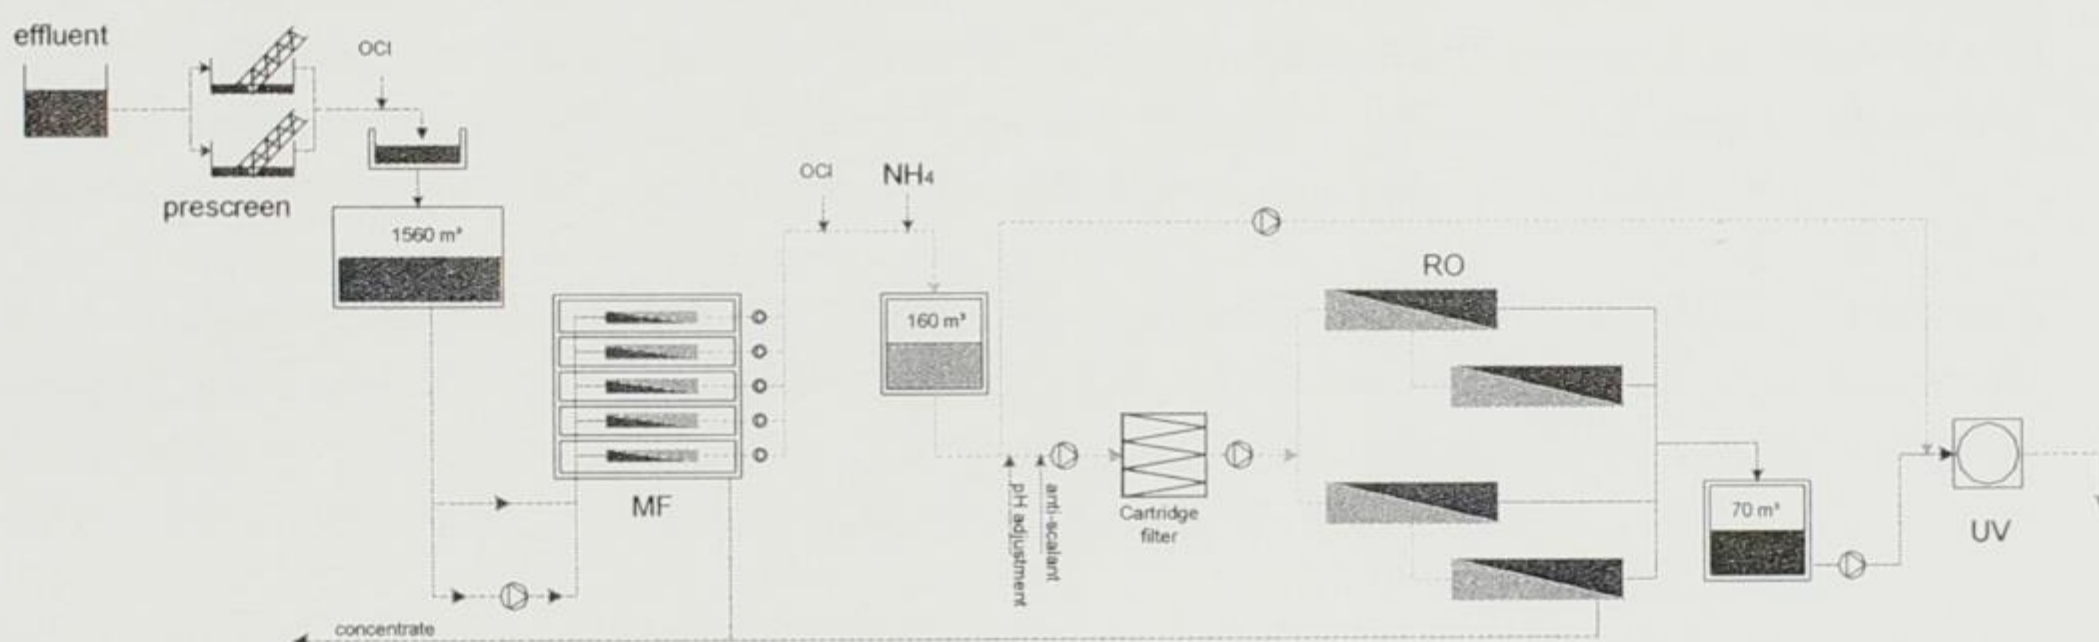 effluent
OCl
prescreen
1560 m³
MF
OCl
NH₄
160 m³
pH adjustment
anti-scalant
Cartridge
filter
RO
70 m³
UV
concentrate